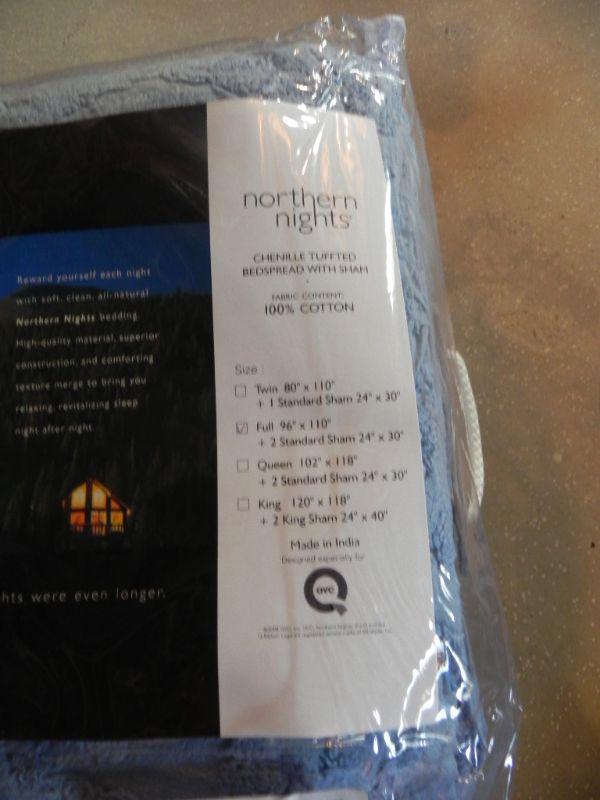 Reward yourself each night
with soft, clean, all-natural
Northern Nights bedding.
High-quality material, superior
construction, and comforting
texture merge to bring you
relaxing, revitalizing sleep
night after night.
hts were even longer.
northern
nights®
CHENILLE TUFFTED
BEDSPREAD WITH SHAM
FABRIC CONTENT:
100% COTTON
Size :
Twin 80" x 110"
+ 1 Standard Sham 24" x 30"
Full 96" x 110"
+ 2 Standard Sham 24" x 30"
Queen 102" x 118"
+ 2 Standard Sham 24" x 30"
King 120" x 118"
+ 2 King Sham 24" x 40"
Made in India
Designed especially for
QVC